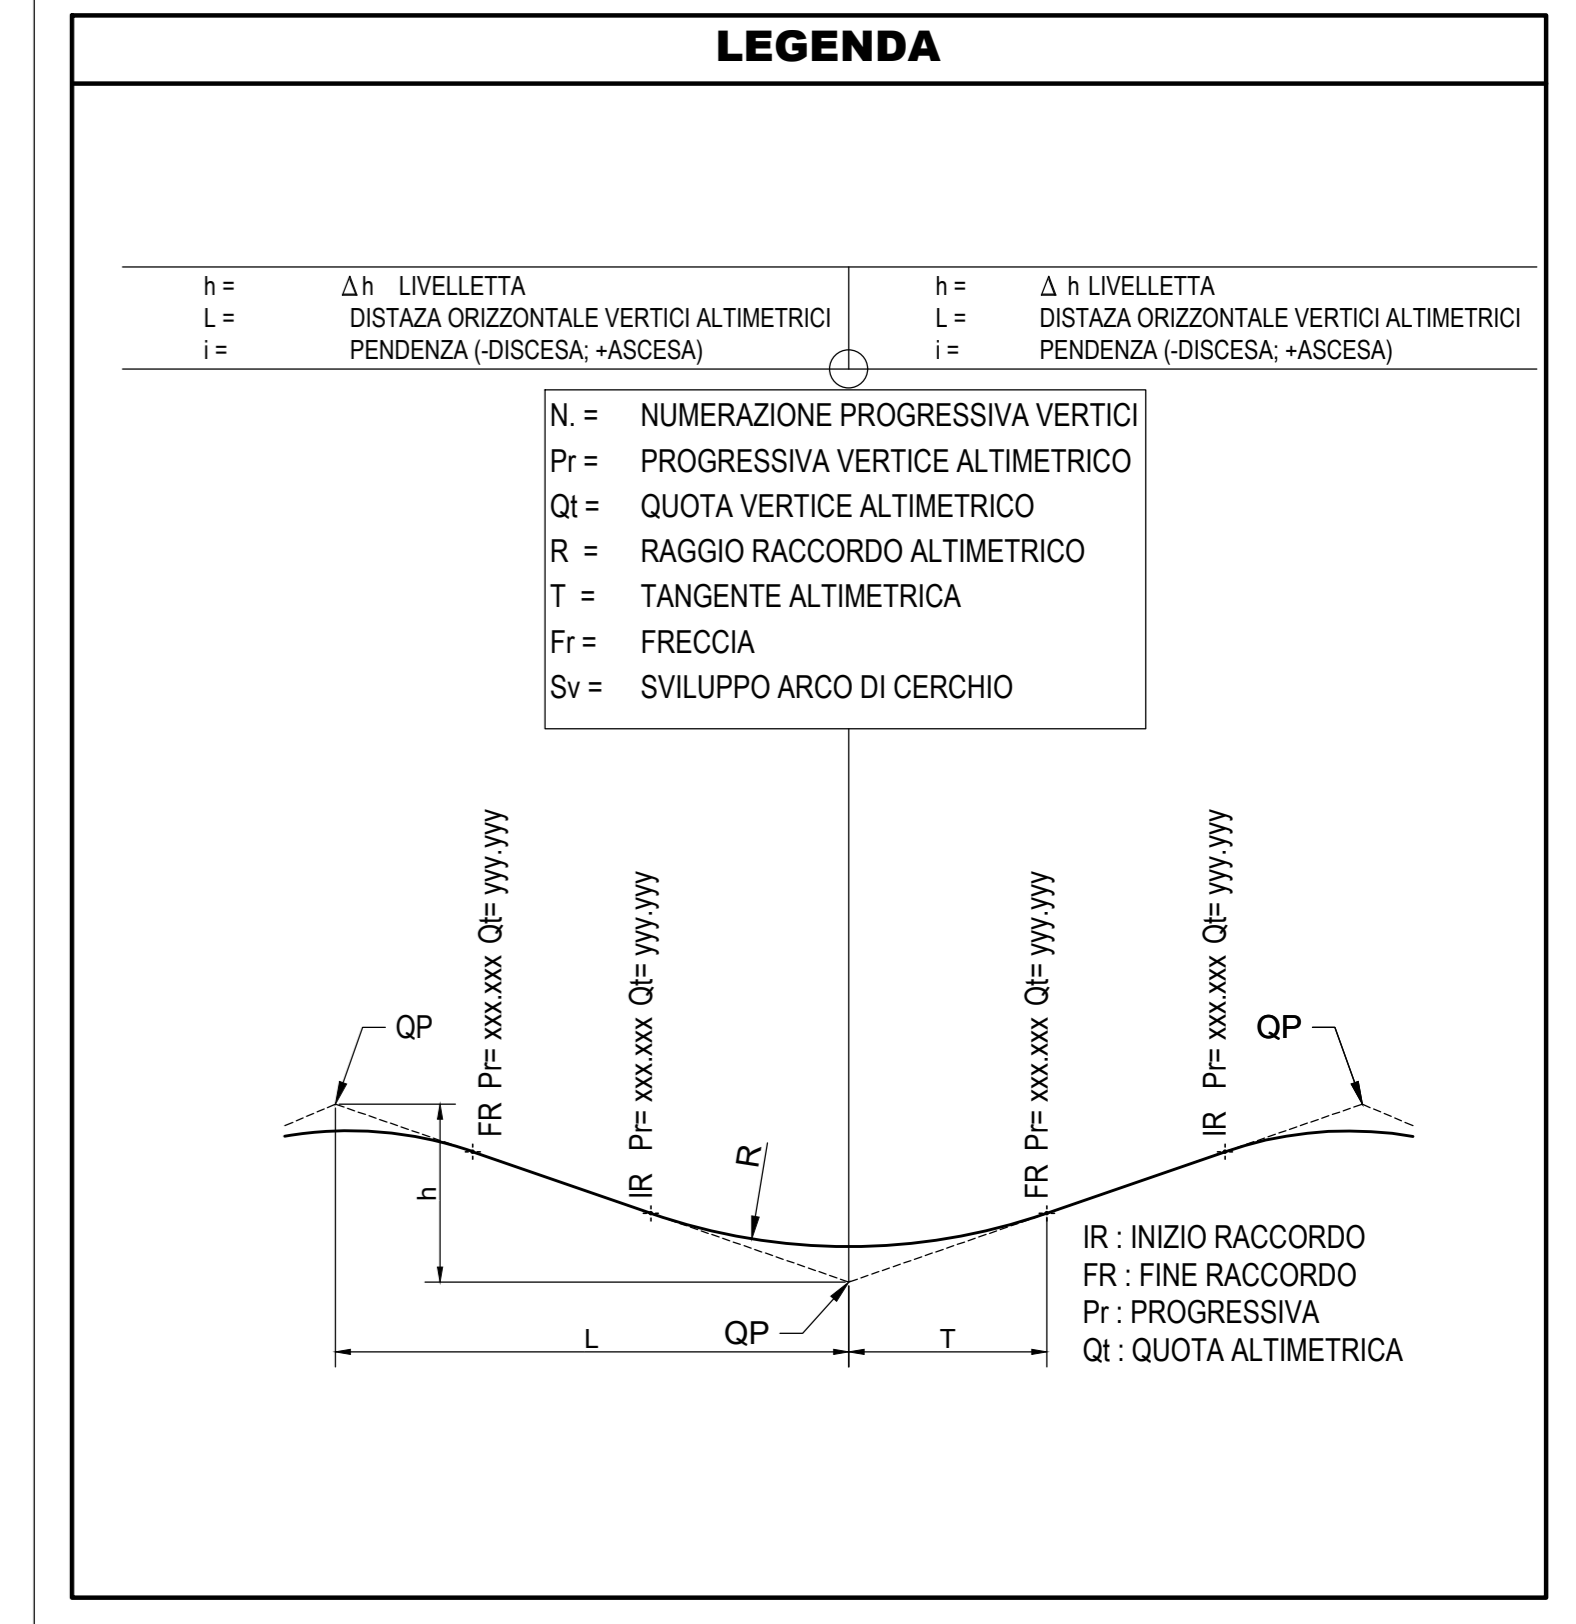 LEGENDA
h = Δ h LIVELLETTA
L = DISTAZA ORIZZONTALE VERTICI ALTIMETRICI
i = PENDENZA (-DISCESA; +ASCESA)
h = Δ h LIVELLETTA
L = DISTAZA ORIZZONTALE VERTICI ALTIMETRICI
i = PENDENZA (-DISCESA; +ASCESA)
N. = NUMERAZIONE PROGRESSIVA VERTICI
Pr = PROGRESSIVA VERTICE ALTIMETRICO
Qt = QUOTA VERTICE ALTIMETRICO
R = RAGGIO RACCORDO ALTIMETRICO
T = TANGENTE ALTIMETRICA
Fr = FRECCIA
Sv = SVILUPPO ARCO DI CERCHIO
QP
FR Pr= xxx.xxx Qt= yyy.yyy
IR Pr= xxx.xxx Qt= yyy.yyy
FR Pr= xxx.xxx Qt= yyy.yyy
IR Pr= xxx.xxx Qt= yyy.yyy
QP
h
R
L
QP
T
IR : INIZIO RACCORDO
FR : FINE RACCORDO
Pr : PROGRESSIVA
Qt : QUOTA ALTIMETRICA